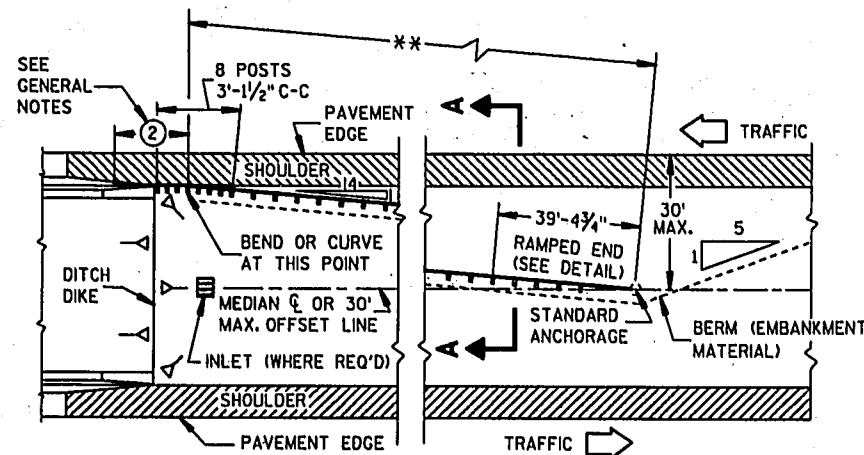 **
SEE
GENERAL
NOTES
8 POSTS
3'-1½" C-C
PAVEMENT
EDGE
A
TRAFFIC
2
SHOULDER
14
39'-4¾"
30'
MAX.
5
1
BEND OR CURVE
AT THIS POINT
RAMPED END
(SEE DETAIL)
DITCH
DIKE
MEDIAN ℄ OR 30'
MAX. OFFSET LINE
STANDARD
ANCHORAGE
BERM (EMBANKMENT
MATERIAL)
INLET (WHERE REQ'D)
A
SHOULDER
PAVEMENT EDGE
TRAFFIC